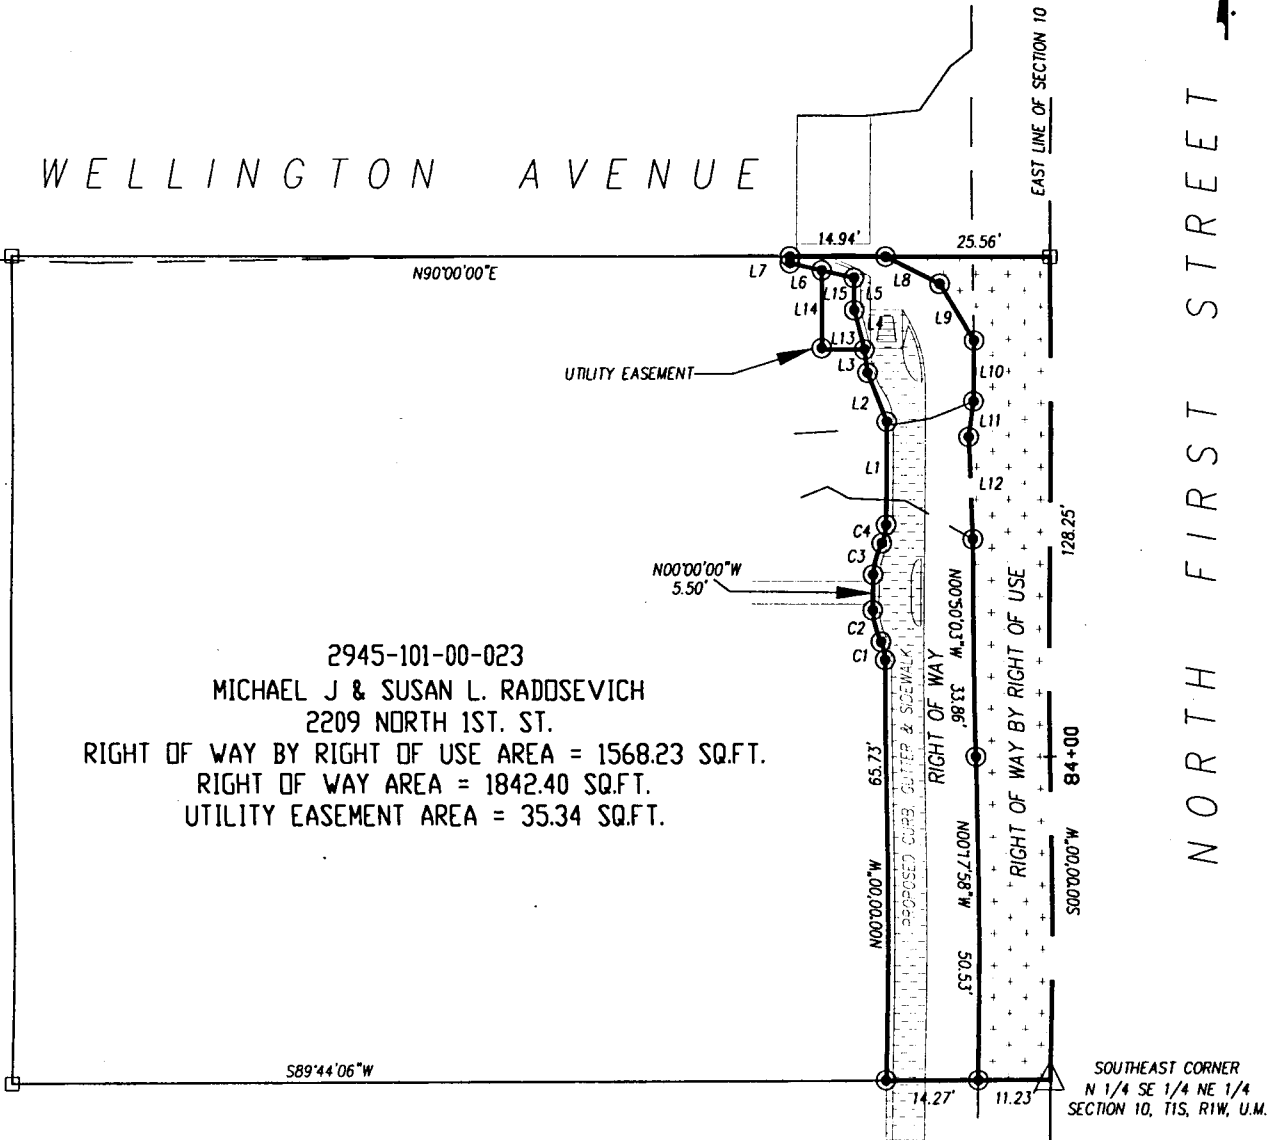 EAST LINE OF SECTION 10
WELLINGTON AVENUE
NORTH FIRST STREET
14.94'
25.56'
N90°00'00"E
L7
L6
L15
L5
L8
L14
L4
L9
L13
L3
L10
UTILITY EASEMENT
L2
L11
L1
L12
C4
C3
128.25'
N00°00'00"W
5.50'
C2
C1
N00°50'03"W 33.86'
RIGHT OF WAY
RIGHT OF WAY BY RIGHT OF USE
PROPOSED CURB, GUTTER & SIDEWALK
2945-101-00-023
MICHAEL J & SUSAN L. RADOSEVICH
2209 NORTH 1ST. ST.
RIGHT OF WAY BY RIGHT OF USE AREA = 1568.23 SQ.FT.
RIGHT OF WAY AREA = 1842.40 SQ.FT.
UTILITY EASEMENT AREA = 35.34 SQ.FT.
65.73'
84+00
N00°00'00"W
N00°17'58"W 50.53'
S00°00'00"W
S89°44'06"W
14.27'
11.23'
SOUTHEAST CORNER
N 1/4 SE 1/4 NE 1/4
SECTION 10, T1S, R1W, U.M.